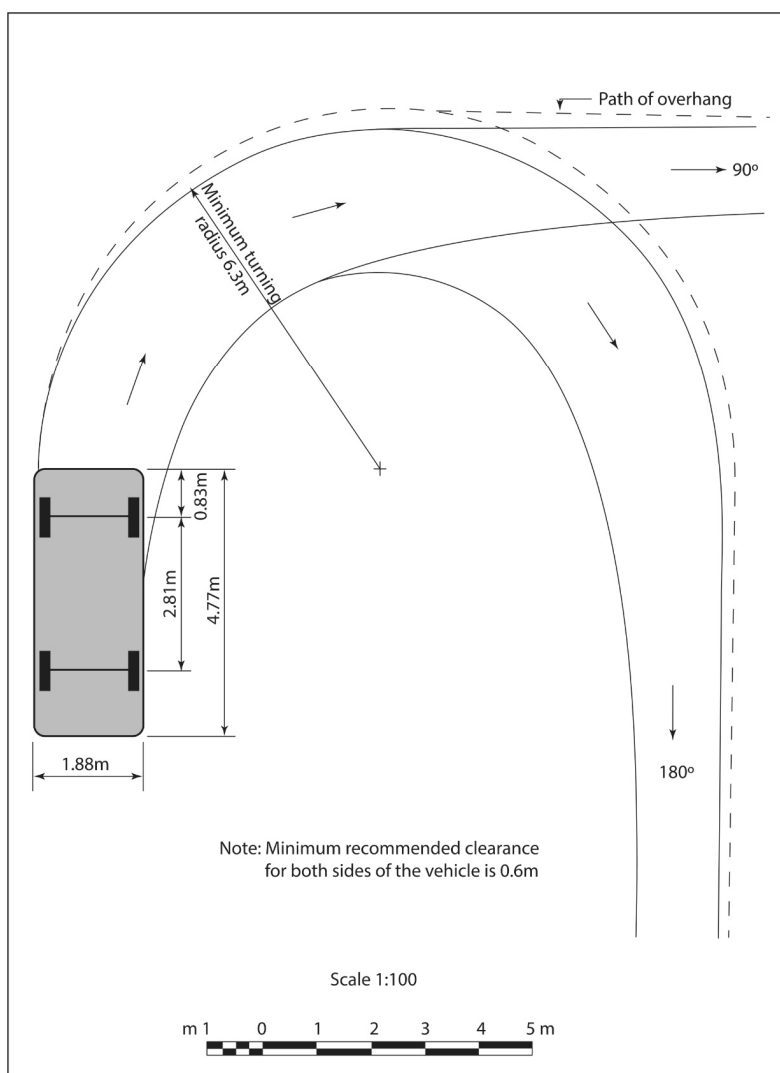 Path of overhang
90º
Minimum turning
radius 6.3m
0.83m
2.81m
4.77m
1.88m
180º
Note: Minimum recommended clearance
for both sides of the vehicle is 0.6m
Scale 1:100
m 1 0 1 2 3 4 5 m